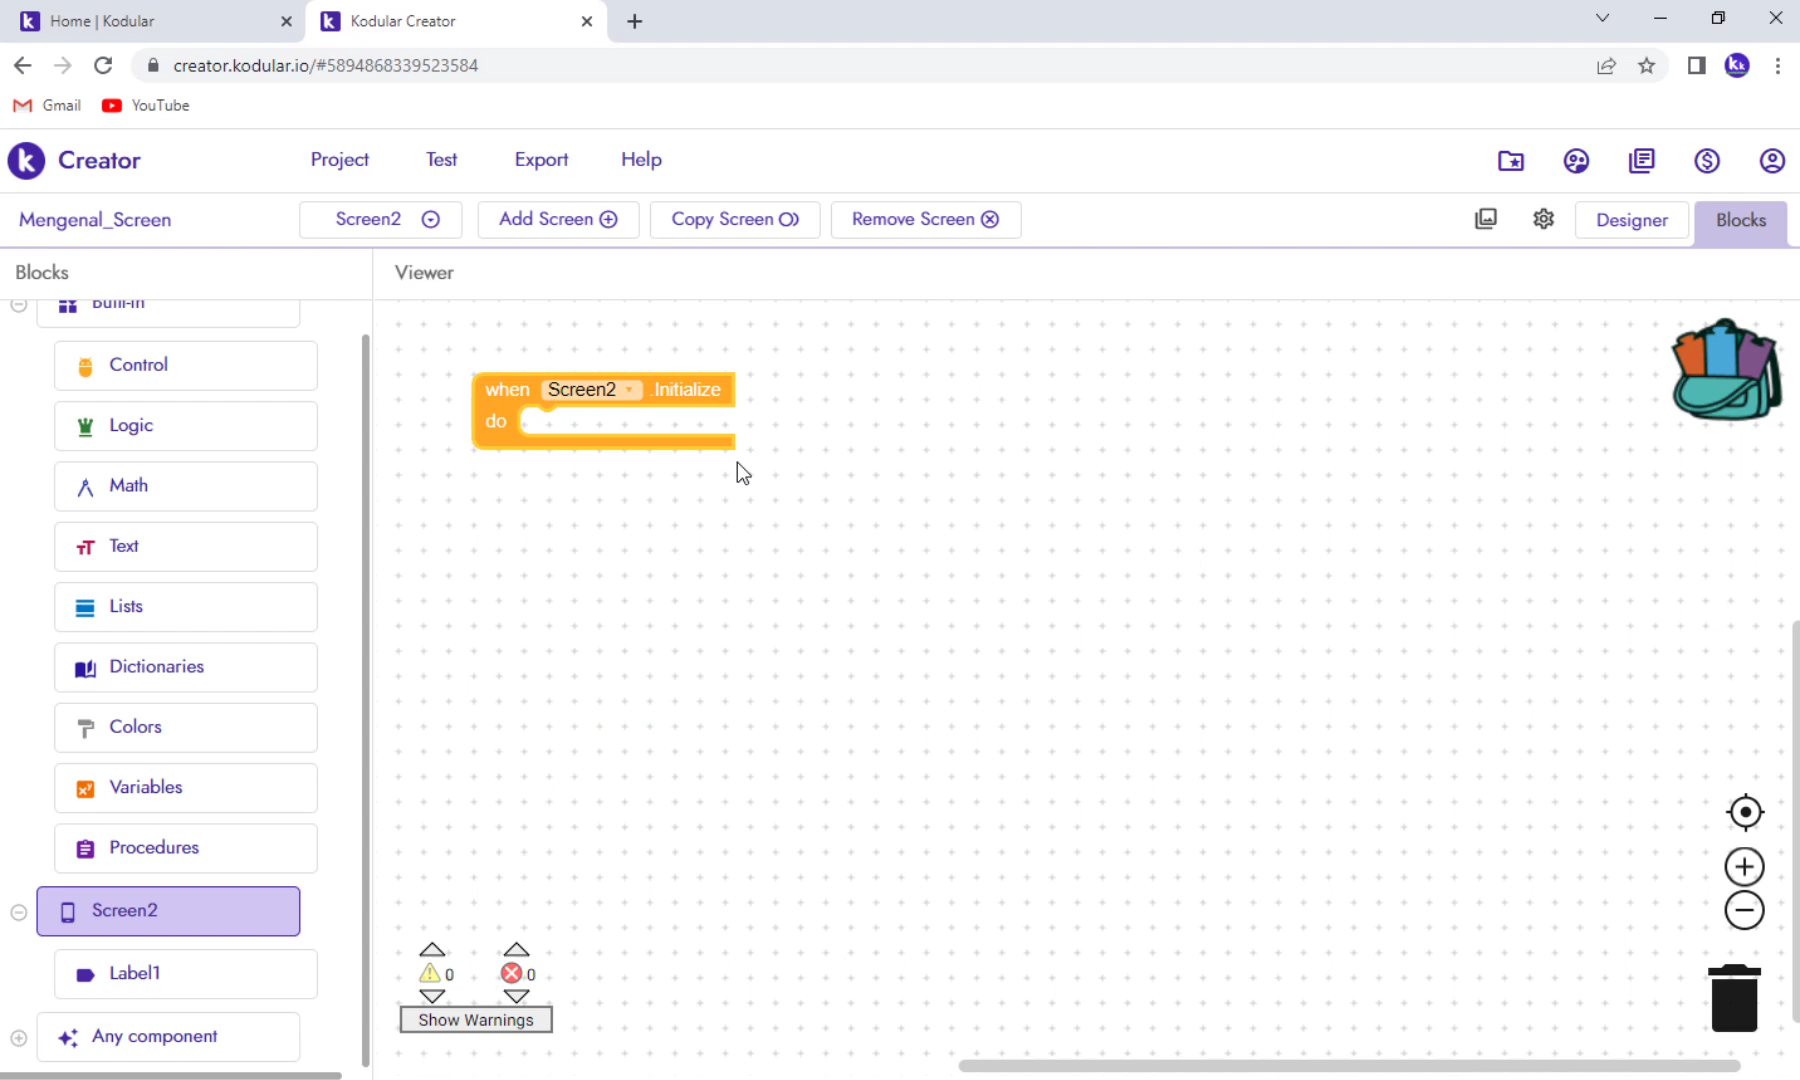 Home | Kodular
Kodular Creator
creator.kodular.io/#5894868339523584
Gmail
YouTube
Creator
Project
Test
Export
Help
Mengenal_Screen
Screen2
Add Screen
Copy Screen
Remove Screen
Designer
Blocks
Blocks
Viewer
Built-in
Control
Logic
Math
Text
Lists
Dictionaries
Colors
Variables
Procedures
Screen2
Label1
Any component
when Screen2 .Initialize
do
0
0
Show Warnings